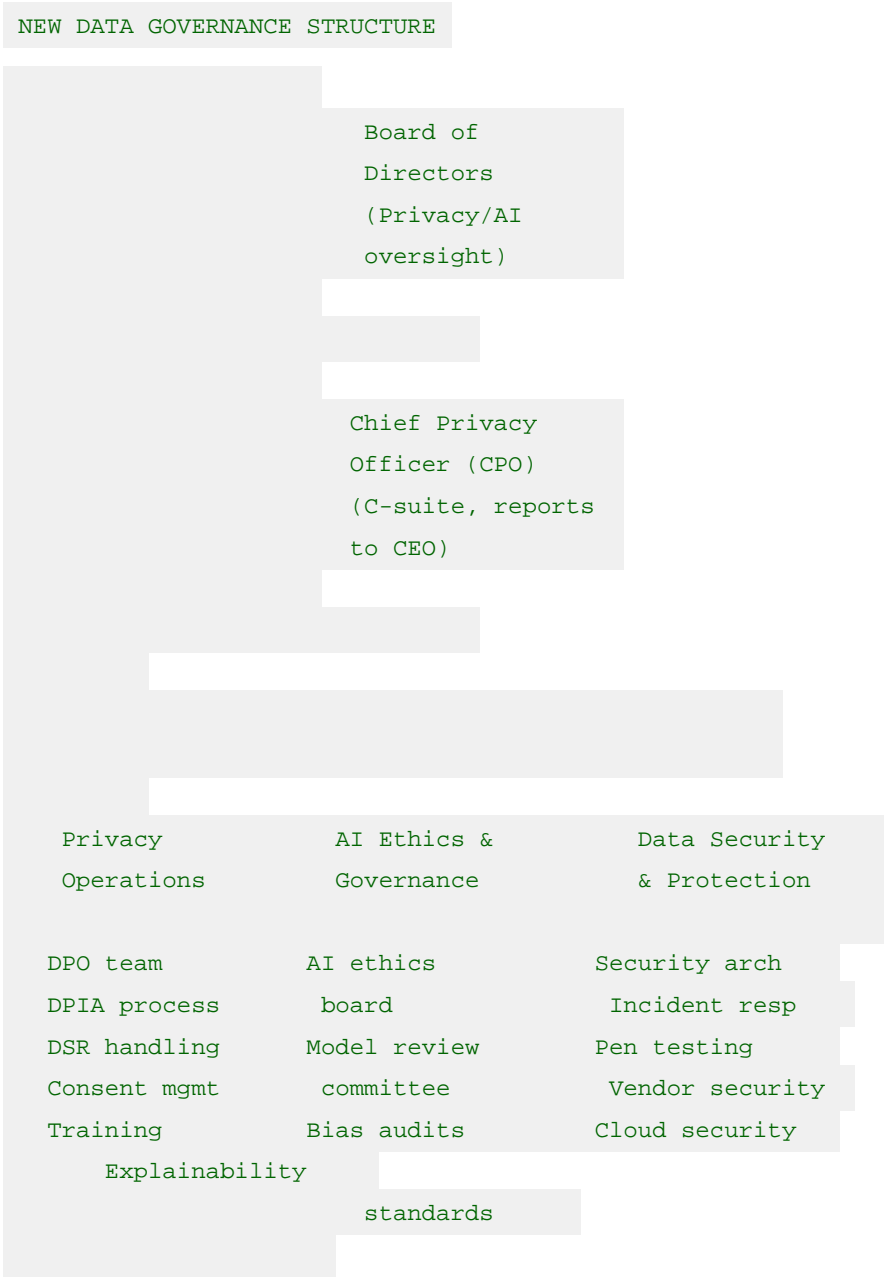 NEW DATA GOVERNANCE STRUCTURE
Board of
Directors
(Privacy/AI
oversight)
Chief Privacy
Officer (CPO)
(C-suite, reports
to CEO)
Privacy AI Ethics & Data Security
Operations Governance & Protection
DPO team AI ethics Security arch
DPIA process board Incident resp
DSR handling Model review Pen testing
Consent mgmt committee Vendor security
Training Bias audits Cloud security
Explainability
standards